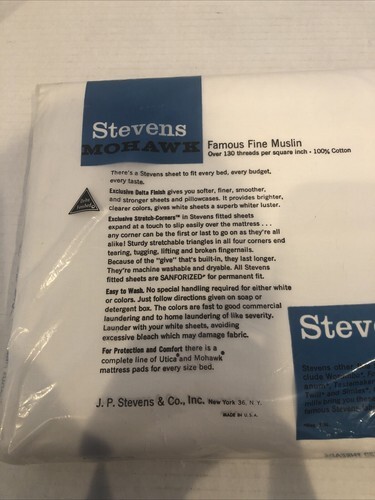 Stevens
MOHAWK
Famous Fine Muslin
Over 130 threads per square inch • 100% Cotton
There's a Stevens sheet to fit every bed, every budget,
every taste.
Exclusive Delta Finish gives you softer, finer, smoother,
and stronger sheets and pillowcases. It provides brighter,
clearer colors, gives white sheets a superb whiter luster.
Exclusive Stretch-Corners™ in Stevens fitted sheets
expand at a touch to slip easily over the mattress . . .
any corner can be the first or last to go on as they're all
alike! Sturdy stretchable triangles in all four corners end
tearing, tugging, lifting and broken fingernails.
Because of the "give" that's built-in, they last longer.
They're machine washable and dryable. All Stevens
fitted sheets are SANFORIZED® for permanent fit.
Easy to Wash. No special handling required for either white
or colors. Just follow directions given on soap or
detergent box. The colors are fast to good commercial
laundering and to home laundering of like severity.
Launder with your white sheets, avoiding
excessive bleach which may damage fabric.
For Protection and Comfort there is a
complete line of Utica® and Mohawk®
mattress pads for every size bed.
J. P. Stevens & Co., Inc. New York 36, N. Y.
MADE IN U.S.A.
Steve
Stevens other